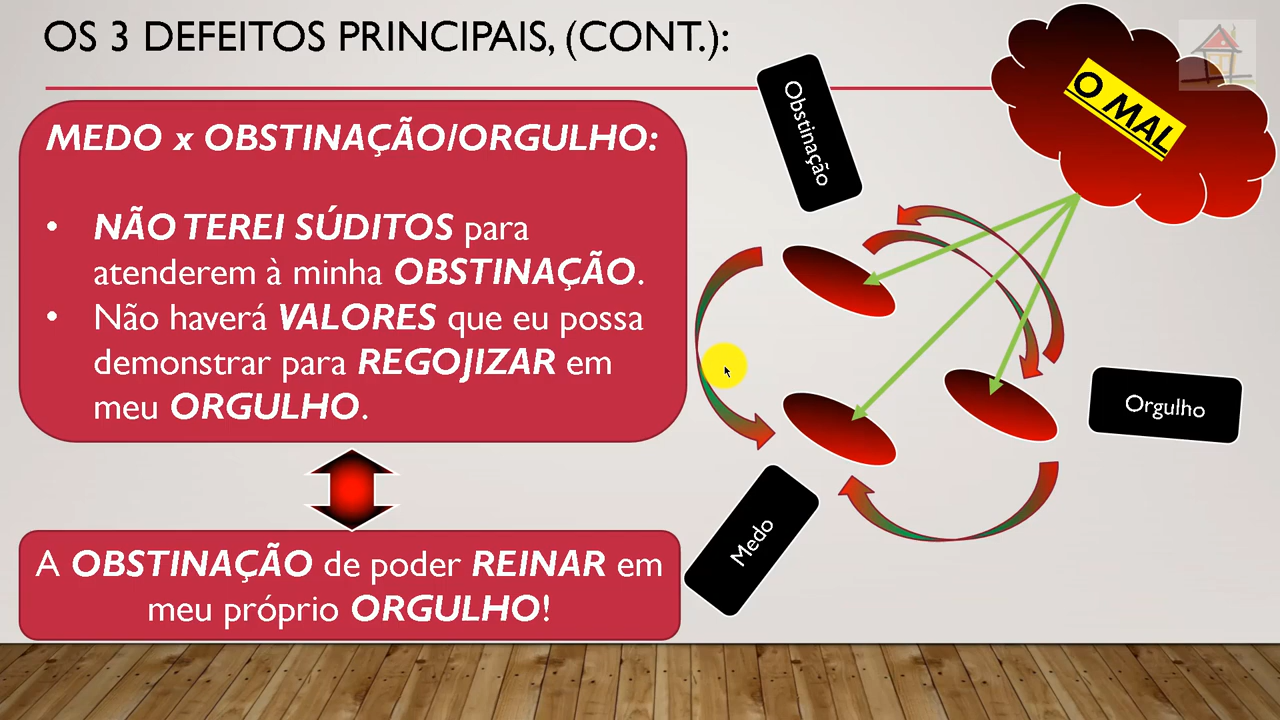 OS 3 DEFEITOS PRINCIPAIS, (CONT.):
O MAL
Obstinação
MEDO x OBSTINAÇÃO/ORGULHO:
• NÃO TEREI SÚDITOS para
atenderem à minha OBSTINAÇÃO.
• Não haverá VALORES que eu possa
demonstrar para REGOJIZAR em
meu ORGULHO.
Orgulho
Medo
A OBSTINAÇÃO de poder REINAR em
meu próprio ORGULHO!